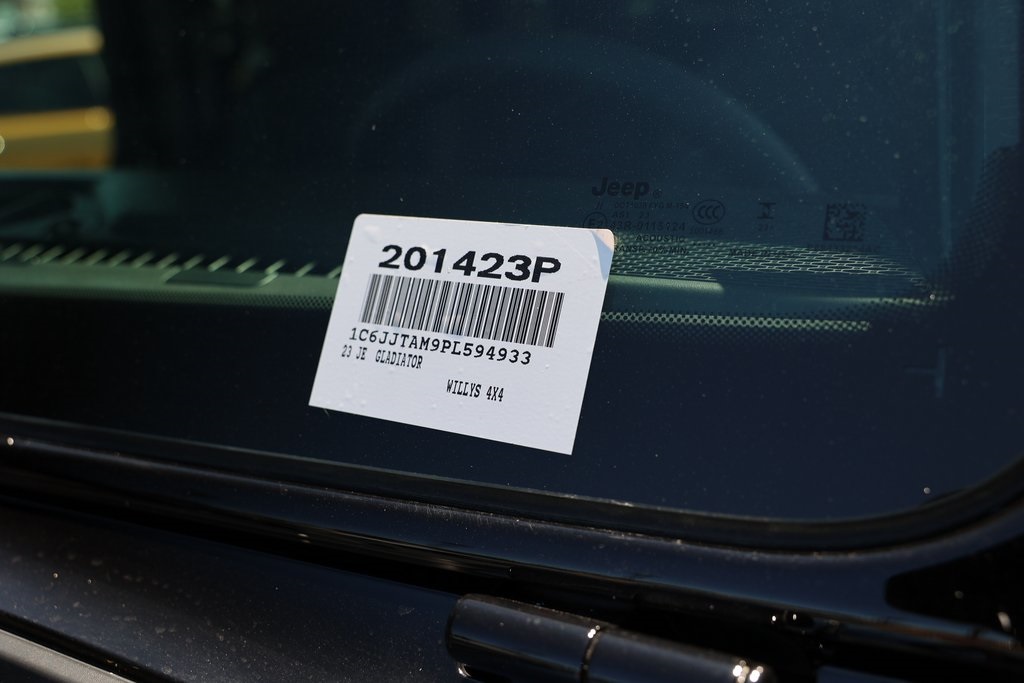 Jeep
201423P
1C6JJTAM9PL594933
23 JE GLADIATOR
WILLYS 4X4